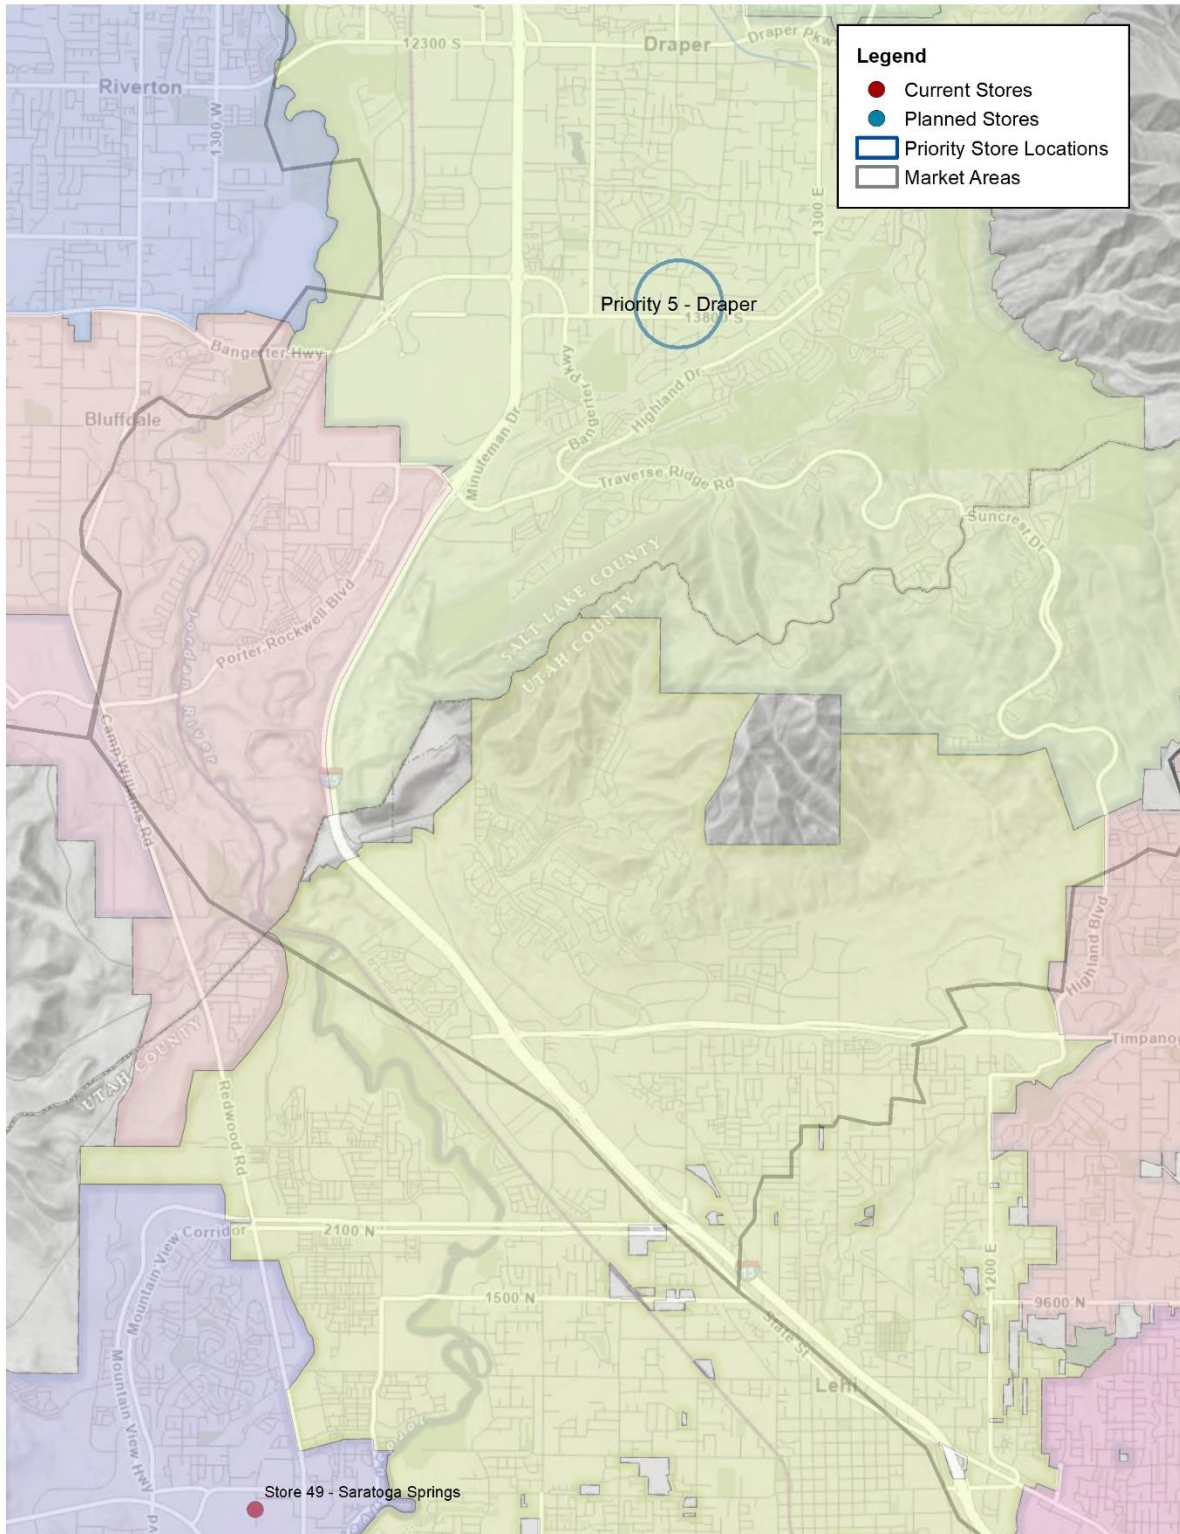 12300 S
Draper
Draper Pkwy
Riverton
1300 W
1300 E
Legend
Current Stores
Planned Stores
Priority Store Locations
Market Areas
Priority 5 - Draper
13800 S
Bangerter Hwy
Bluffdale
Minuteman Dr
Bangerter Pkwy
Highland Dr
Traverse Ridge Rd
Suncrest Dr
SALT LAKE COUNTY
UTAH COUNTY
Jordan River
Porter Rockwell Blvd
Camp Williams Rd
Highland Blvd
Timpanog
UTAH COUNTY
Redwood Rd
Mountain View Corridor
2100 N
15
1500 N
1200 E
9600 N
State St
Lehi
Mountain View Hwy
Store 49 - Saratoga Springs